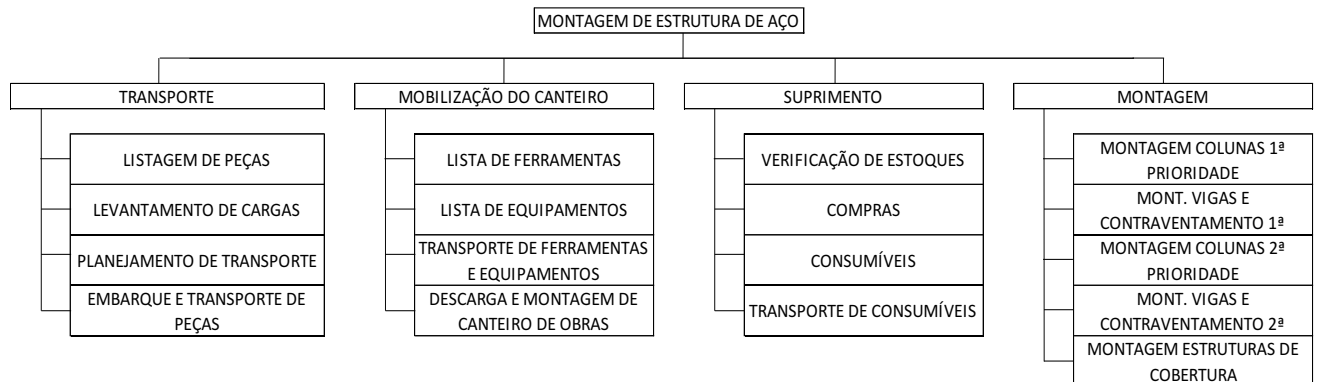 MONTAGEM DE ESTRUTURA DE AÇO
TRANSPORTE
LISTAGEM DE PEÇAS
LEVANTAMENTO DE CARGAS
PLANEJAMENTO DE TRANSPORTE
EMBARQUE E TRANSPORTE DE
PEÇAS
MOBILIZAÇÃO DO CANTEIRO
LISTA DE FERRAMENTAS
LISTA DE EQUIPAMENTOS
TRANSPORTE DE FERRAMENTAS
E EQUIPAMENTOS
DESCARGA E MONTAGEM DE
CANTEIRO DE OBRAS
SUPRIMENTO
VERIFICAÇÃO DE ESTOQUES
COMPRAS
CONSUMÍVEIS
TRANSPORTE DE CONSUMÍVEIS
MONTAGEM
MONTAGEM COLUNAS 1ª
PRIORIDADE
MONT. VIGAS E
CONTRAVENTAMENTO 1ª
MONTAGEM COLUNAS 2ª
PRIORIDADE
MONT. VIGAS E
CONTRAVENTAMENTO 2ª
MONTAGEM ESTRUTURAS DE
COBERTURA